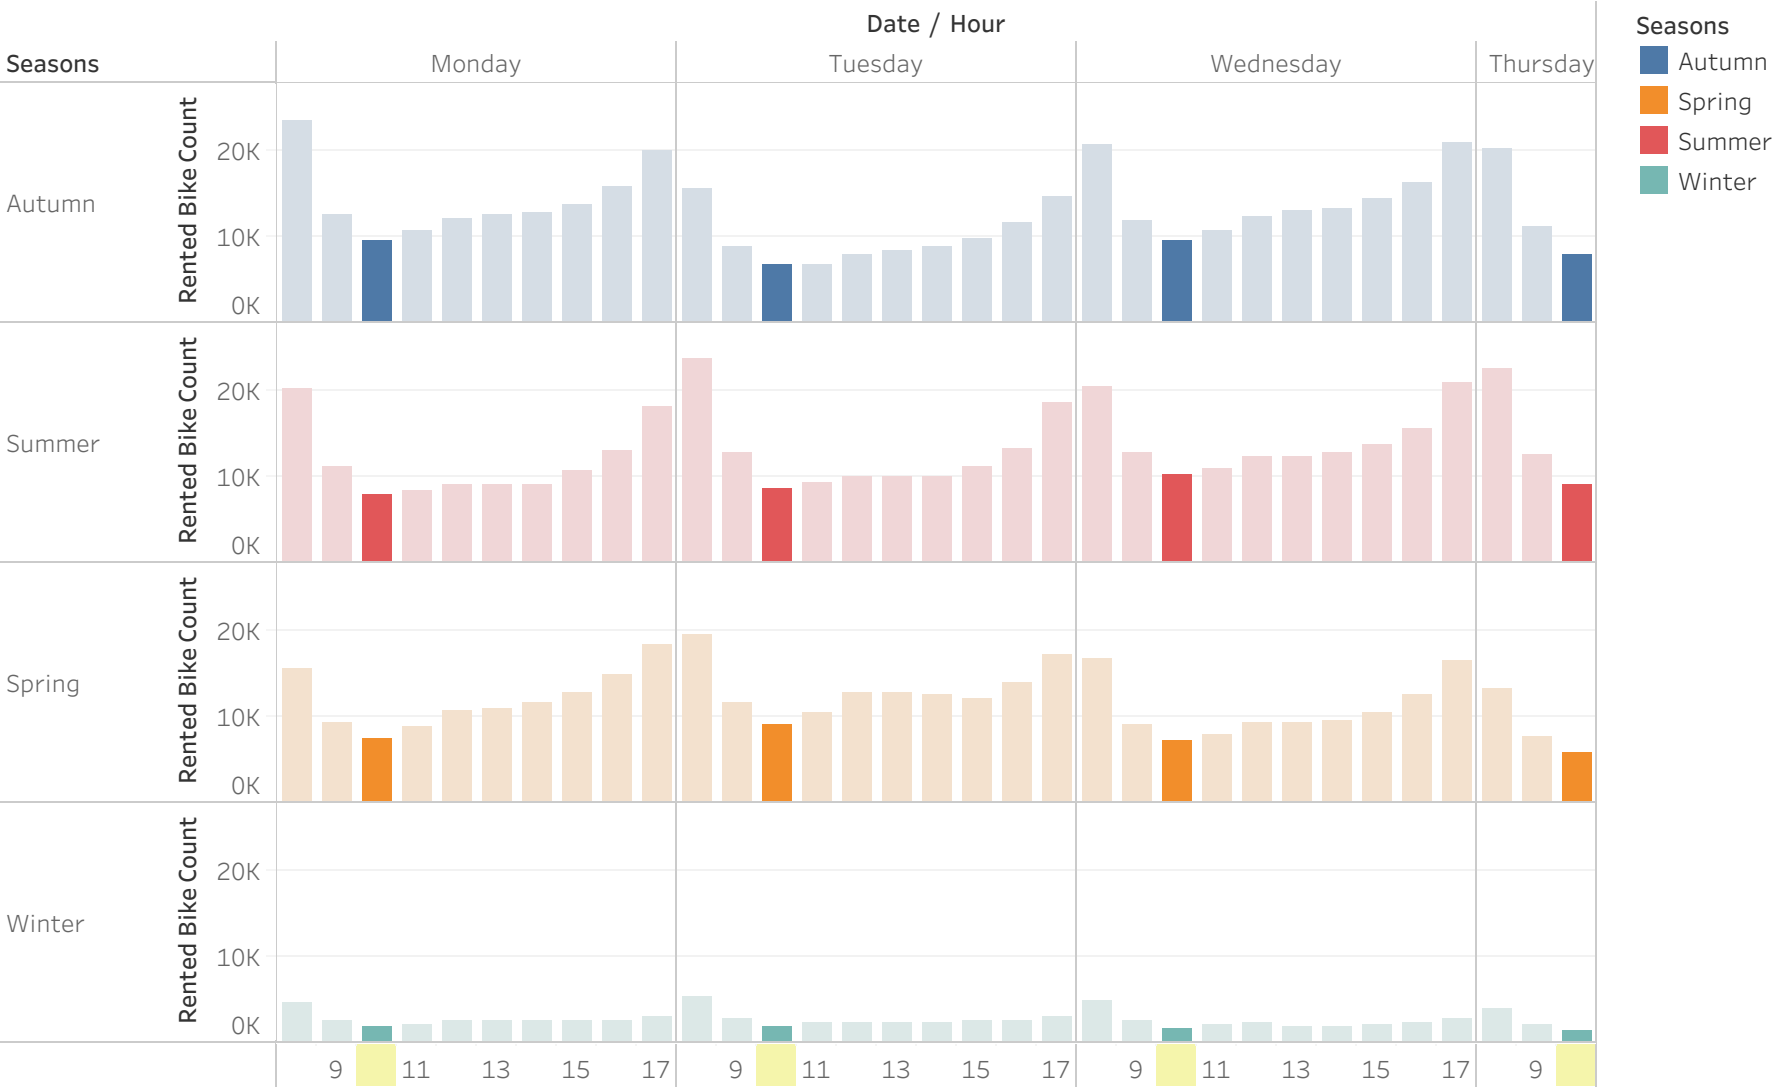 Date / Hour
Seasons
Monday
Tuesday
Wednesday
Thursday
Autumn
Rented Bike Count
20K
10K
0K
Summer
Rented Bike Count
20K
10K
0K
Spring
Rented Bike Count
20K
10K
0K
Winter
Rented Bike Count
20K
10K
0K
9 11 13 15 17 9 11 13 15 17 9 11 13 15 17 9
Seasons
Autumn
Spring
Summer
Winter